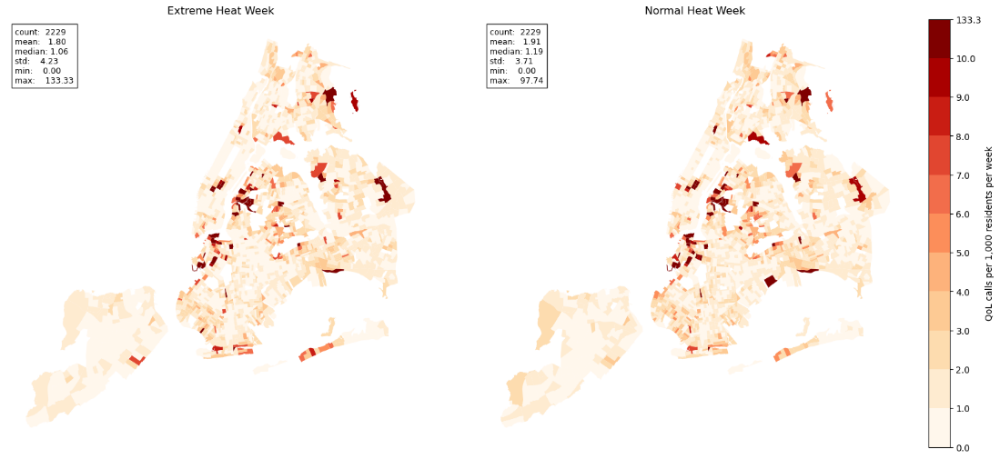 Extreme Heat Week
count: 2229
mean: 1.80
median: 1.06
std: 4.23
min: 0.00
max: 133.33
Normal Heat Week
count: 2229
mean: 1.91
median: 1.19
std: 3.71
min: 0.00
max: 97.74
133.3
10.0
9.0
8.0
7.0
6.0
5.0
4.0
3.0
2.0
1.0
0.0
QoL calls per 1,000 residents per week